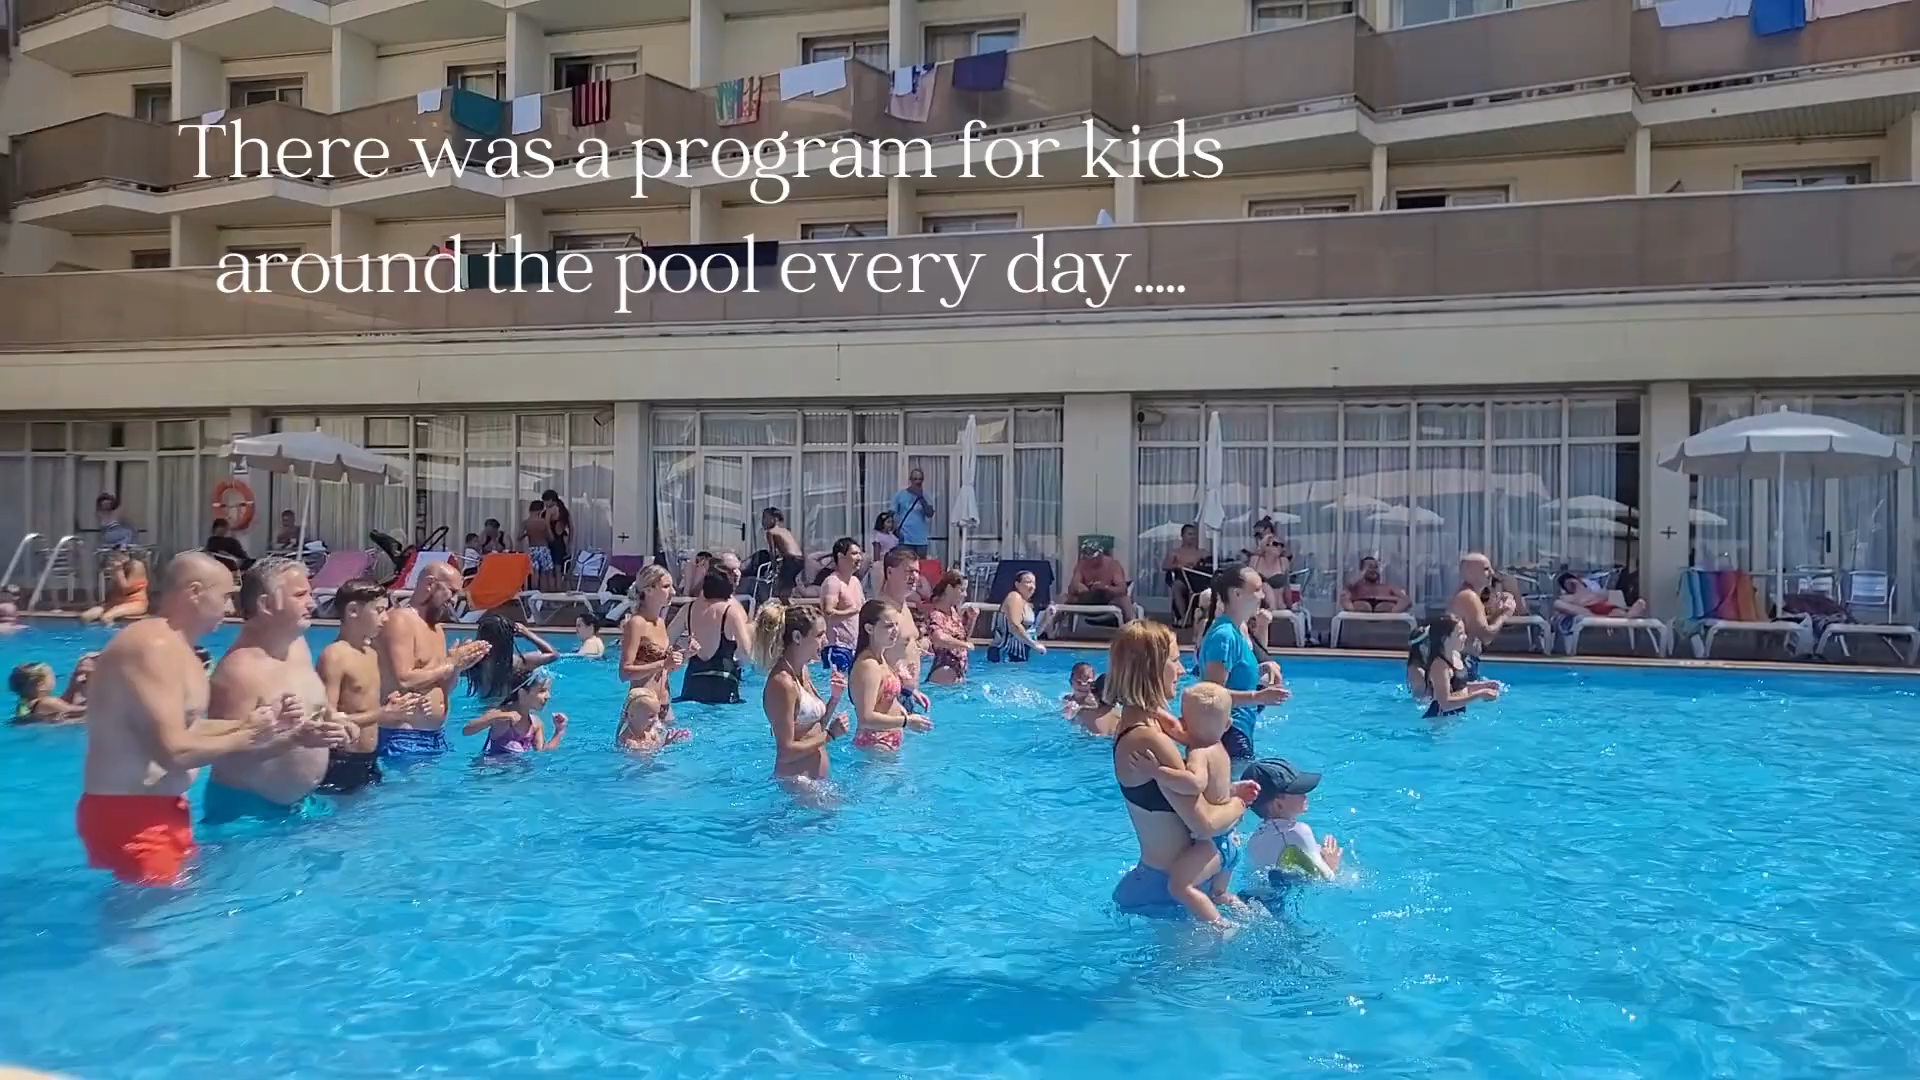 There was a program for kids
around the pool every day.....